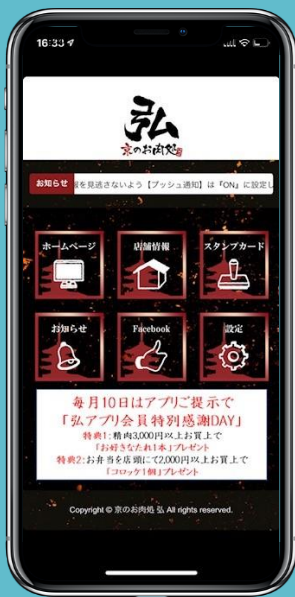 16:33
弘
京のお肉処
お知らせ 報を見逃さないよう【プッシュ通知】は『ON』に設定し
ホームページ 店舗情報 スタンプカード
お知らせ Facebook 設定
毎月10日はアプリご提示で
「弘アプリ会員特別感謝DAY」
特典1:精肉3,000円以上お買上で
「お好きなたれ1本」プレゼント
特典2:お弁当を店頭にて2,000円以上お買上で
「コロッケ1個」プレゼント
Copyright © 京のお肉処 弘 All rights reserved.